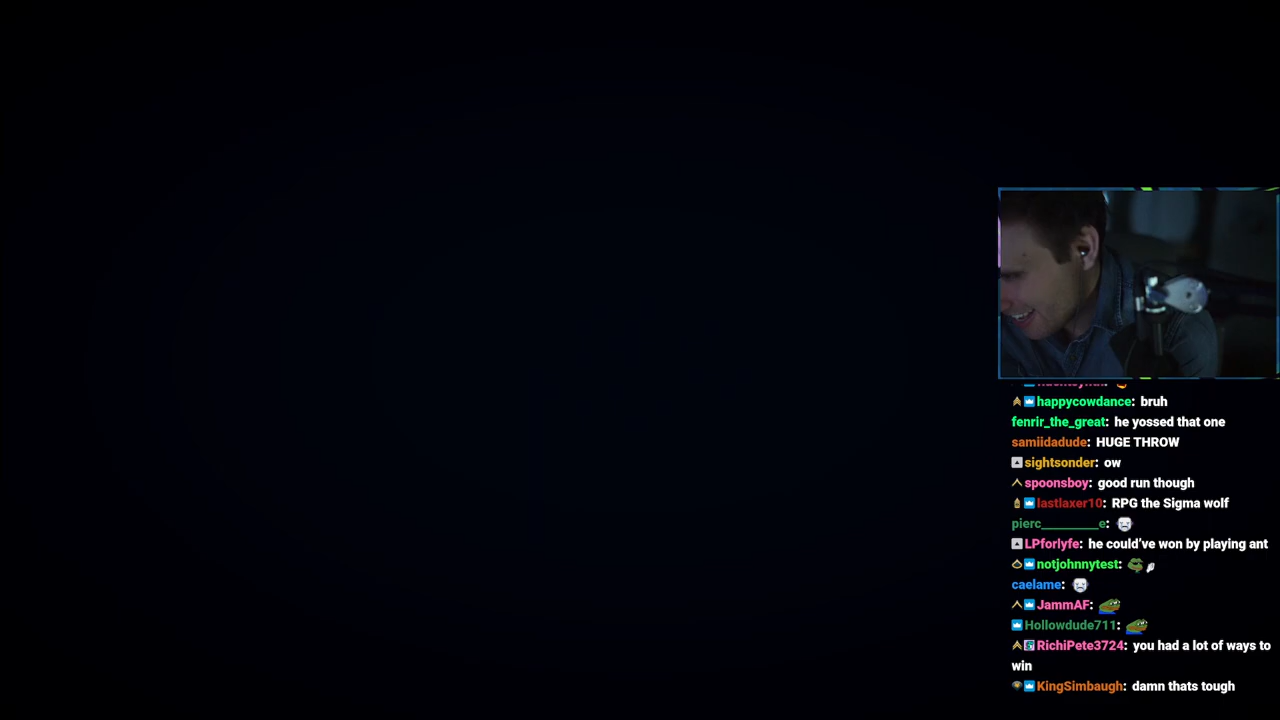 happycowdance: bruh
fenrir_the_great: he yossed that one
samiidadude: HUGE THROW
sightsonder: ow
spoonsboy: good run though
lastlaxer10: RPG the Sigma wolf
pierc__________e:
LPforlyfe: he could've won by playing ant
notjohnnytest:
caelame:
JammAF:
Hollowdude711:
RichiPete3724: you had a lot of ways to
win
KingSimbaugh: damn thats tough